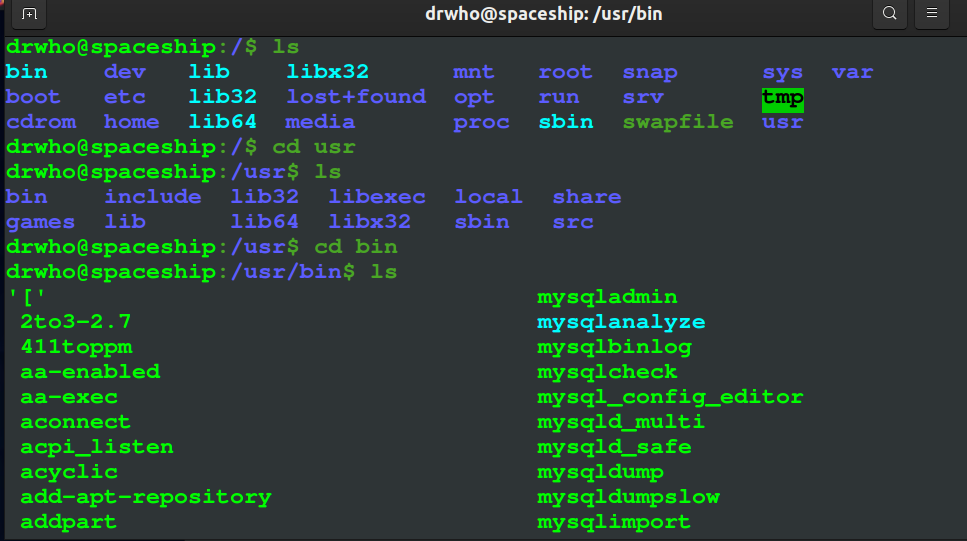 drwho@spaceship: /usr/bin
drwho@spaceship:/$ ls
bin dev lib libx32 mnt root snap sys var
boot etc lib32 lost+found opt run srv tmp
cdrom home lib64 media proc sbin swapfile usr
drwho@spaceship:/$ cd usr
drwho@spaceship:/usr$ ls
bin include lib32 libexec local share
games lib lib64 libx32 sbin src
drwho@spaceship:/usr$ cd bin
drwho@spaceship:/usr/bin$ ls
'[' mysqladmin
2to3-2.7 mysqlanalyze
411toppm mysqlbinlog
aa-enabled mysqlcheck
aa-exec mysql_config_editor
aconnect mysqld_multi
acpi_listen mysqld_safe
acyclic mysqldump
add-apt-repository mysqldumpslow
addpart mysqlimport